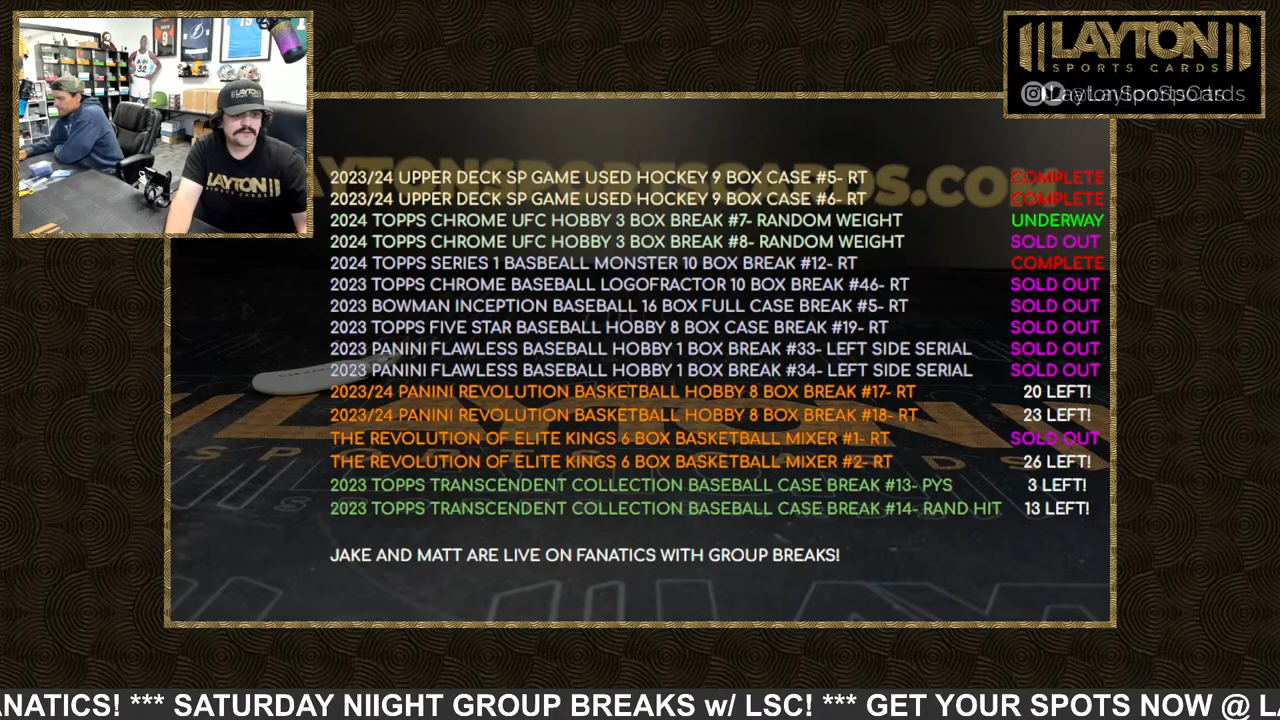 LAYTON
SPORTS CARDS
LAYTON
LAYTONSPORTSCARDS.COM
2023/24 UPPER DECK SP GAME USED HOCKEY 9 BOX CASE #5- RT COMPLETE
2023/24 UPPER DECK SP GAME USED HOCKEY 9 BOX CASE #6- RT COMPLETE
2024 TOPPS CHROME UFC HOBBY 3 BOX BREAK #7- RANDOM WEIGHT UNDERWAY
2024 TOPPS CHROME UFC HOBBY 3 BOX BREAK #8- RANDOM WEIGHT SOLD OUT
2024 TOPPS SERIES 1 BASBEALL MONSTER 10 BOX BREAK #12- RT COMPLETE
2023 TOPPS CHROME BASEBALL LOGOFRACTOR 10 BOX BREAK #46- RT SOLD OUT
2023 BOWMAN INCEPTION BASEBALL 16 BOX FULL CASE BREAK #5- RT SOLD OUT
2023 TOPPS FIVE STAR BASEBALL HOBBY 8 BOX CASE BREAK #19- RT SOLD OUT
2023 PANINI FLAWLESS BASEBALL HOBBY 1 BOX BREAK #33- LEFT SIDE SERIAL SOLD OUT
2023 PANINI FLAWLESS BASEBALL HOBBY 1 BOX BREAK #34- LEFT SIDE SERIAL SOLD OUT
2023/24 PANINI REVOLUTION BASKETBALL HOBBY 8 BOX BREAK #17- RT 20 LEFT!
2023/24 PANINI REVOLUTION BASKETBALL HOBBY 8 BOX BREAK #18- RT 23 LEFT!
THE REVOLUTION OF ELITE KINGS 6 BOX BASKETBALL MIXER #1- RT SOLD OUT
THE REVOLUTION OF ELITE KINGS 6 BOX BASKETBALL MIXER #2- RT 26 LEFT!
2023 TOPPS TRANSCENDENT COLLECTION BASEBALL CASE BREAK #13- PYS 3 LEFT!
2023 TOPPS TRANSCENDENT COLLECTION BASEBALL CASE BREAK #14- RAND HIT 13 LEFT!
JAKE AND MATT ARE LIVE ON FANATICS WITH GROUP BREAKS!
ANATICS! *** SATURDAY NIIGHT GROUP BREAKS w/ LSC! *** GET YOUR SPOTS NOW @ LA